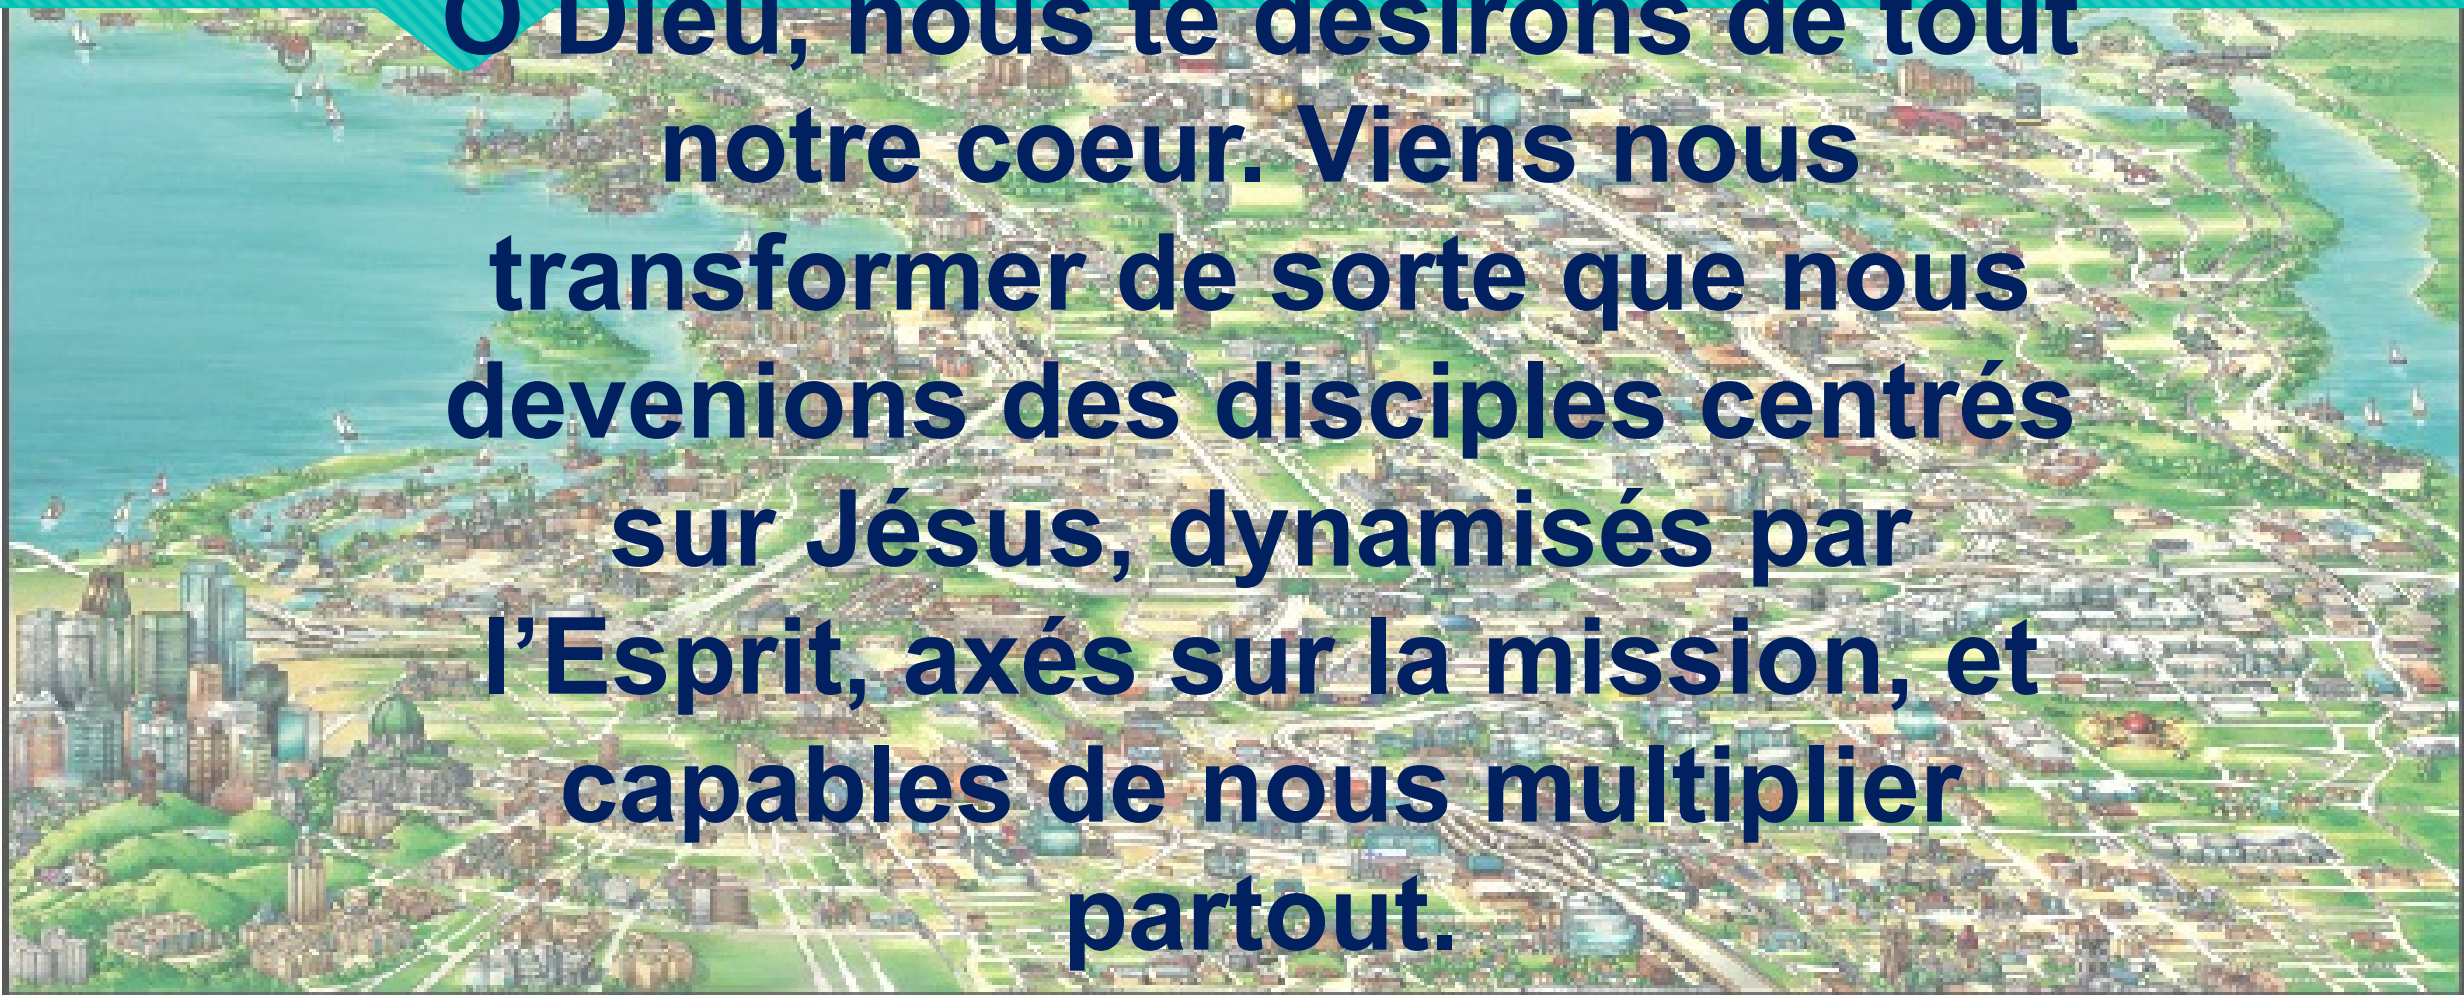 O Dieu, nous te désirons de tout
notre coeur. Viens nous
transformer de sorte que nous
devenions des disciples centrés
sur Jésus, dynamisés par
l’Esprit, axés sur la mission, et
capables de nous multiplier
partout.